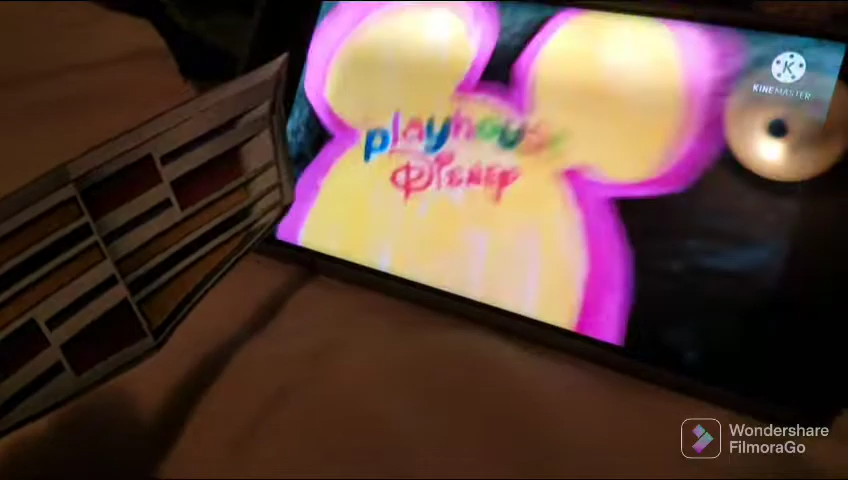 KINEMASTER
playhouse
DISNEY
Wondershare
FilmoraGo